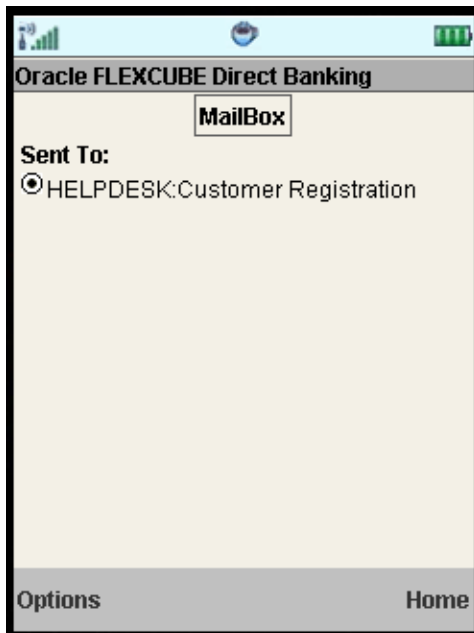 Oracle FLEXCUBE Direct Banking
MailBox
Sent To:
HELPDESK:Customer Registration
Options Home